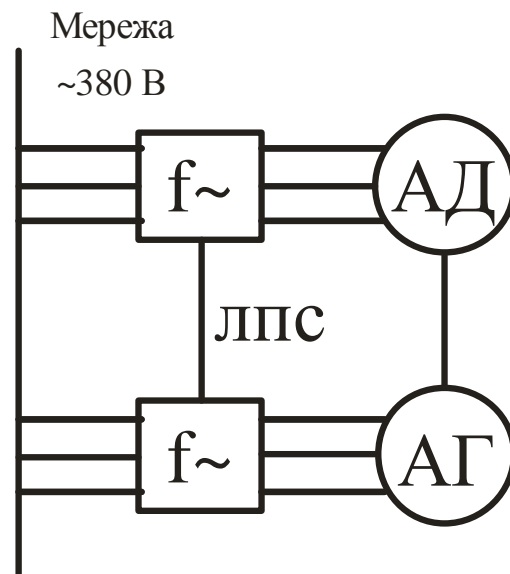 Мережа
~380 В
f~
АД
лпс
f~
АГ